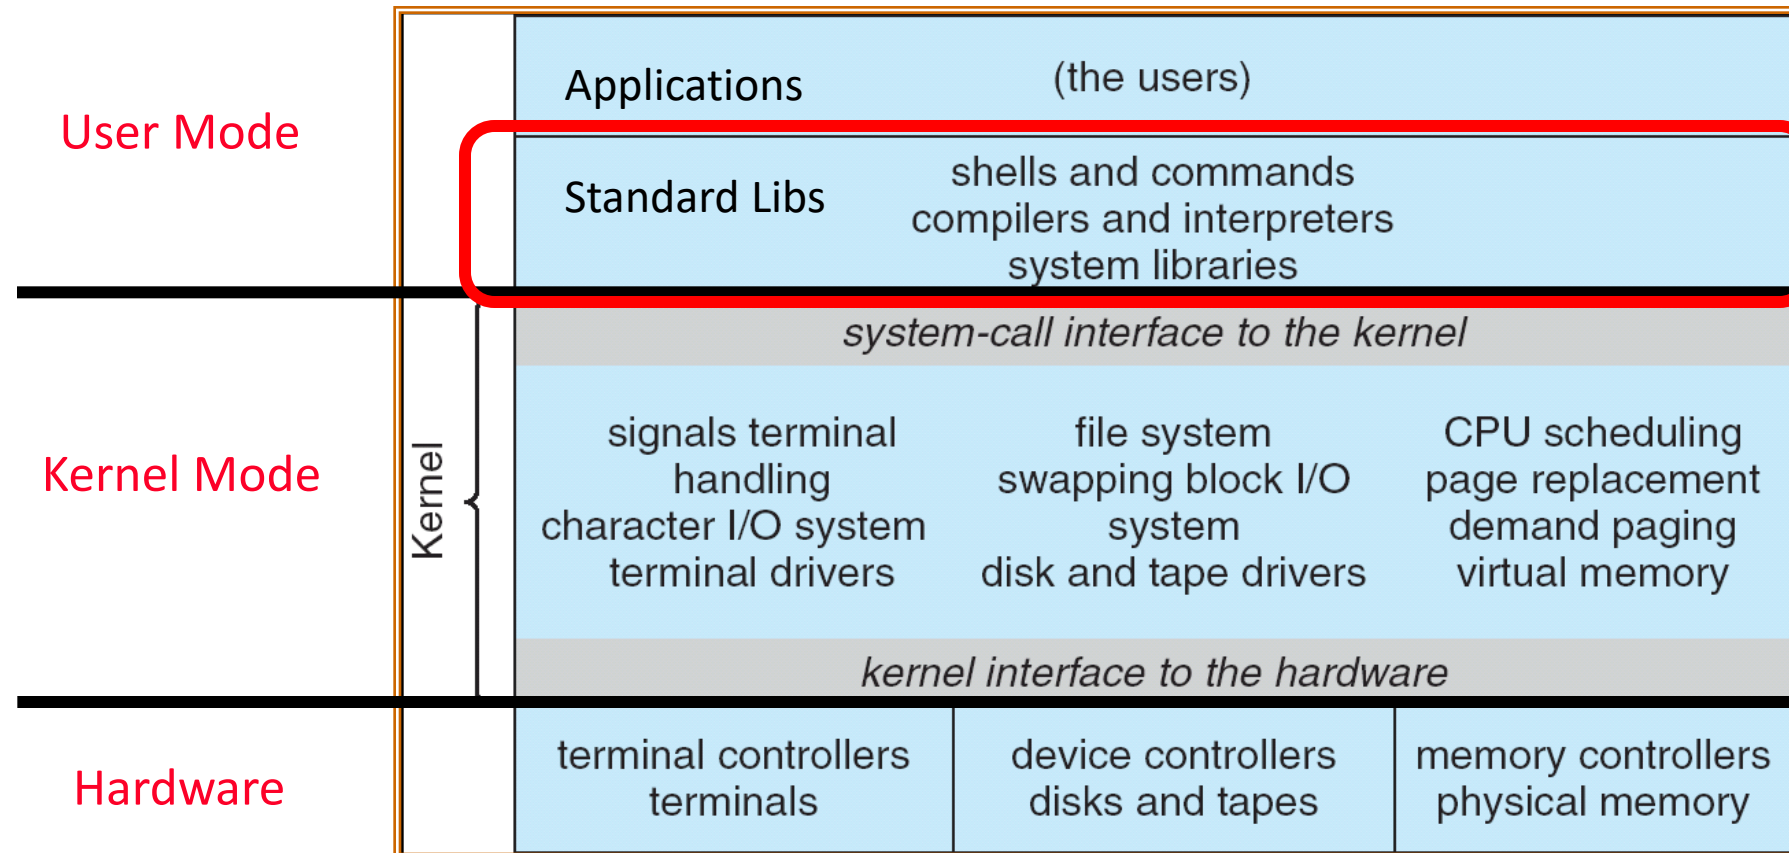 User Mode
Applications
(the users)
Standard Libs
shells and commands
compilers and interpreters
system libraries
Kernel Mode
Kernel
system-call interface to the kernel
signals terminal
handling
character I/O system
terminal drivers
file system
swapping block I/O
system
disk and tape drivers
CPU scheduling
page replacement
demand paging
virtual memory
kernel interface to the hardware
Hardware
terminal controllers
terminals
device controllers
disks and tapes
memory controllers
physical memory